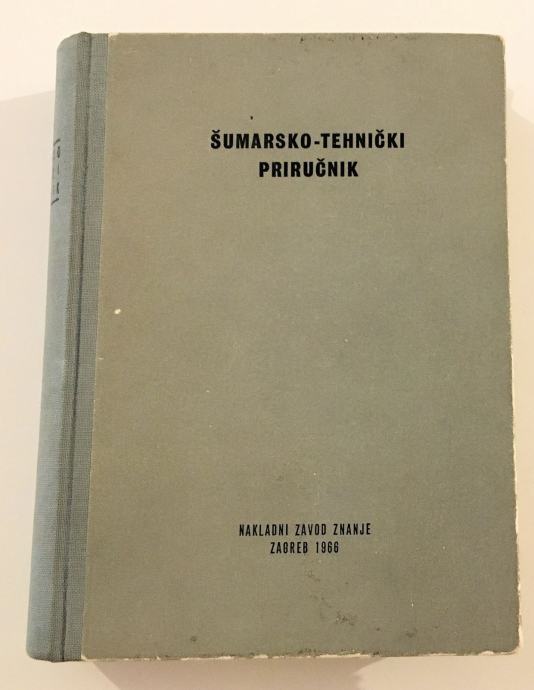 ŠUMARSKO-TEHNIČKI
PRIRUČNIK
NAKLADNI ZAVOD ZNANJE
ZAGREB 1966